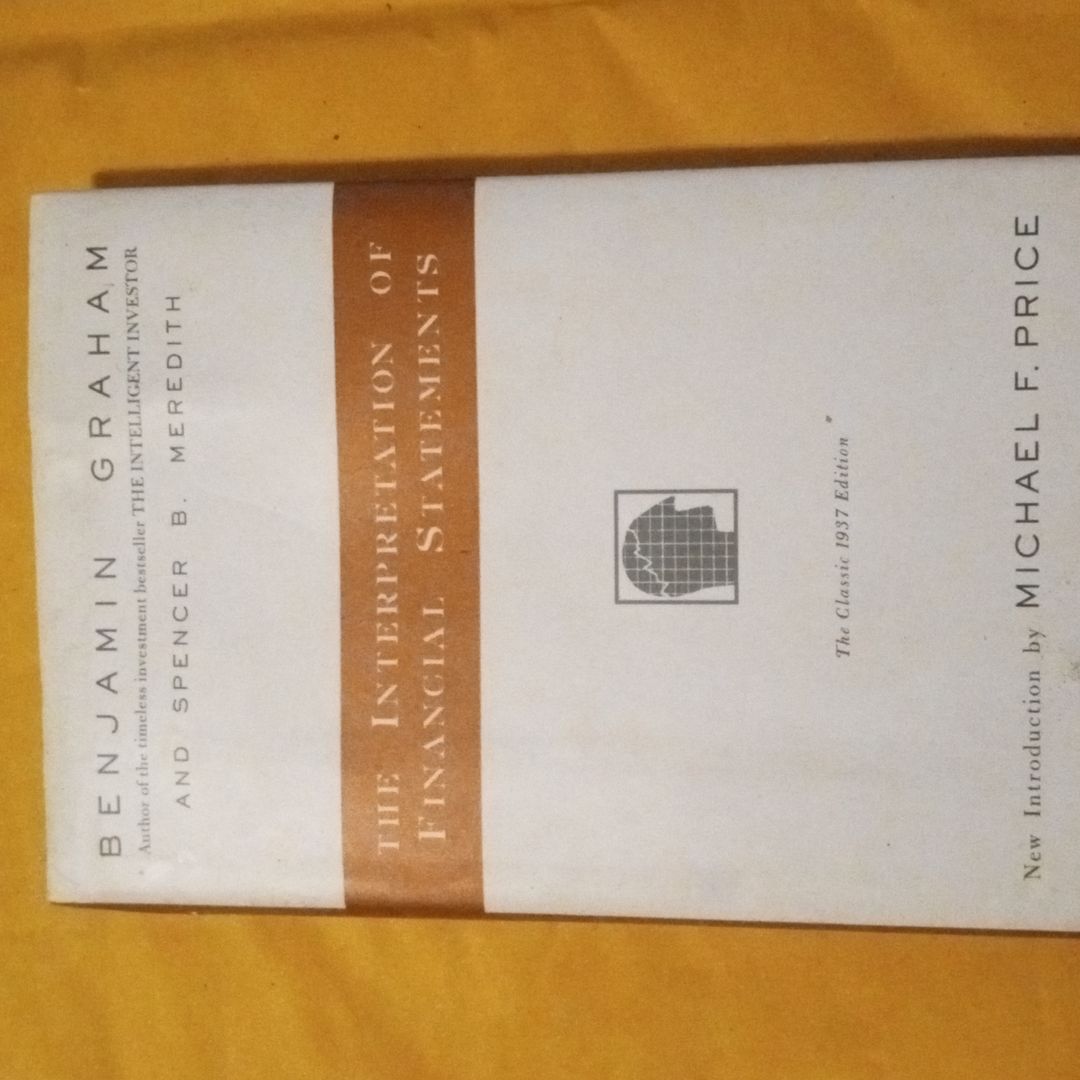 BENJAMIN GRAHAM
Author of the timeless investment bestseller THE INTELLIGENT INVESTOR
AND SPENCER B. MEREDITH
THE INTERPRETATION OF
FINANCIAL STATEMENTS
The Classic 1937 Edition
New Introduction by MICHAEL F. PRICE